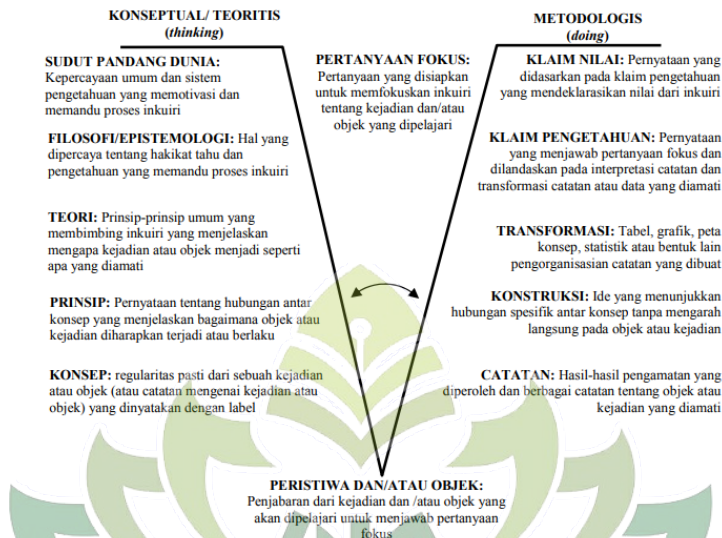 KONSEPTUAL/ TEORITIS
(thinking)
SUDUT PANDANG DUNIA:
Kepercayaan umum dan sistem
pengetahuan yang memotivasi dan
memandu proses inkuiri
FILOSOFI/EPISTEMOLOGI: Hal yang
dipercaya tentang hakikat tahu dan
pengetahuan yang memandu proses inkuiri
TEORI: Prinsip-prinsip umum yang
membimbing inkuiri yang menjelaskan
mengapa kejadian atau objek menjadi seperti
apa yang diamati
PRINSIP: Pernyataan tentang hubungan antar
konsep yang menjelaskan bagaimana objek atau
kejadian diharapkan terjadi atau berlaku
KONSEP: regularitas pasti dari sebuah kejadian
atau objek (atau catatan mengenai kejadian atau
objek) yang dinyatakan dengan label
PERTANYAAN FOKUS:
Pertanyaan yang disiapkan
untuk memfokuskan inkuiri
tentang kejadian dan/atau
objek yang dipelajari
METODOLOGIS
(doing)
KLAIM NILAI: Pernyataan yang
didasarkan pada klaim pengetahuan
yang mendeklarasikan nilai dari inkuiri
KLAIM PENGETAHUAN: Pernyataan
yang menjawab pertanyaan fokus dan
dilandaskan pada interpretasi catatan dan
transformasi catatan atau data yang diamati
TRANSFORMASI: Tabel, grafik, peta
konsep, statistik atau bentuk lain
pengorganisasian catatan yang dibuat
KONSTRUKSI: Ide yang menunjukkan
hubungan spesifik antar konsep tanpa mengarah
langsung pada objek atau kejadian
CATATAN: Hasil-hasil pengamatan yang
diperoleh dan berbagai catatan tentang objek atau
kejadian yang diamati
PERISTIWA DAN/ATAU OBJEK:
Penjabaran dari kejadian dan /atau objek yang
akan dipelajari untuk menjawab pertanyaan
fokus